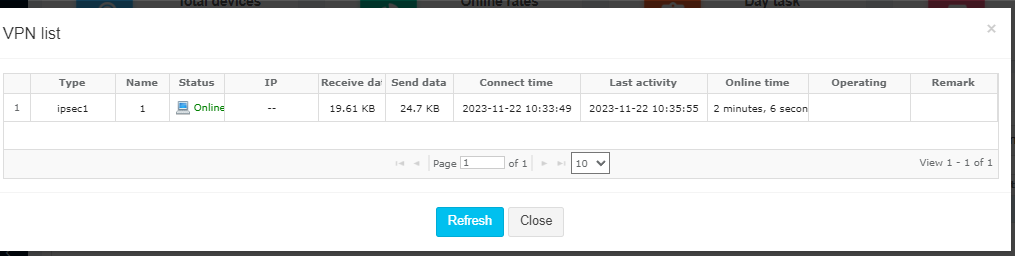 Total devices Online rates Day task
VPN list ×
Type Name Status IP Receive dat Send data Connect time Last activity Online time Operating Remark
1 ipsec1 1 Online -- 19.61 KB 24.7 KB 2023-11-22 10:33:49 2023-11-22 10:35:55 2 minutes, 6 secon
Page 1 of 1 10 View 1 - 1 of 1
Refresh Close